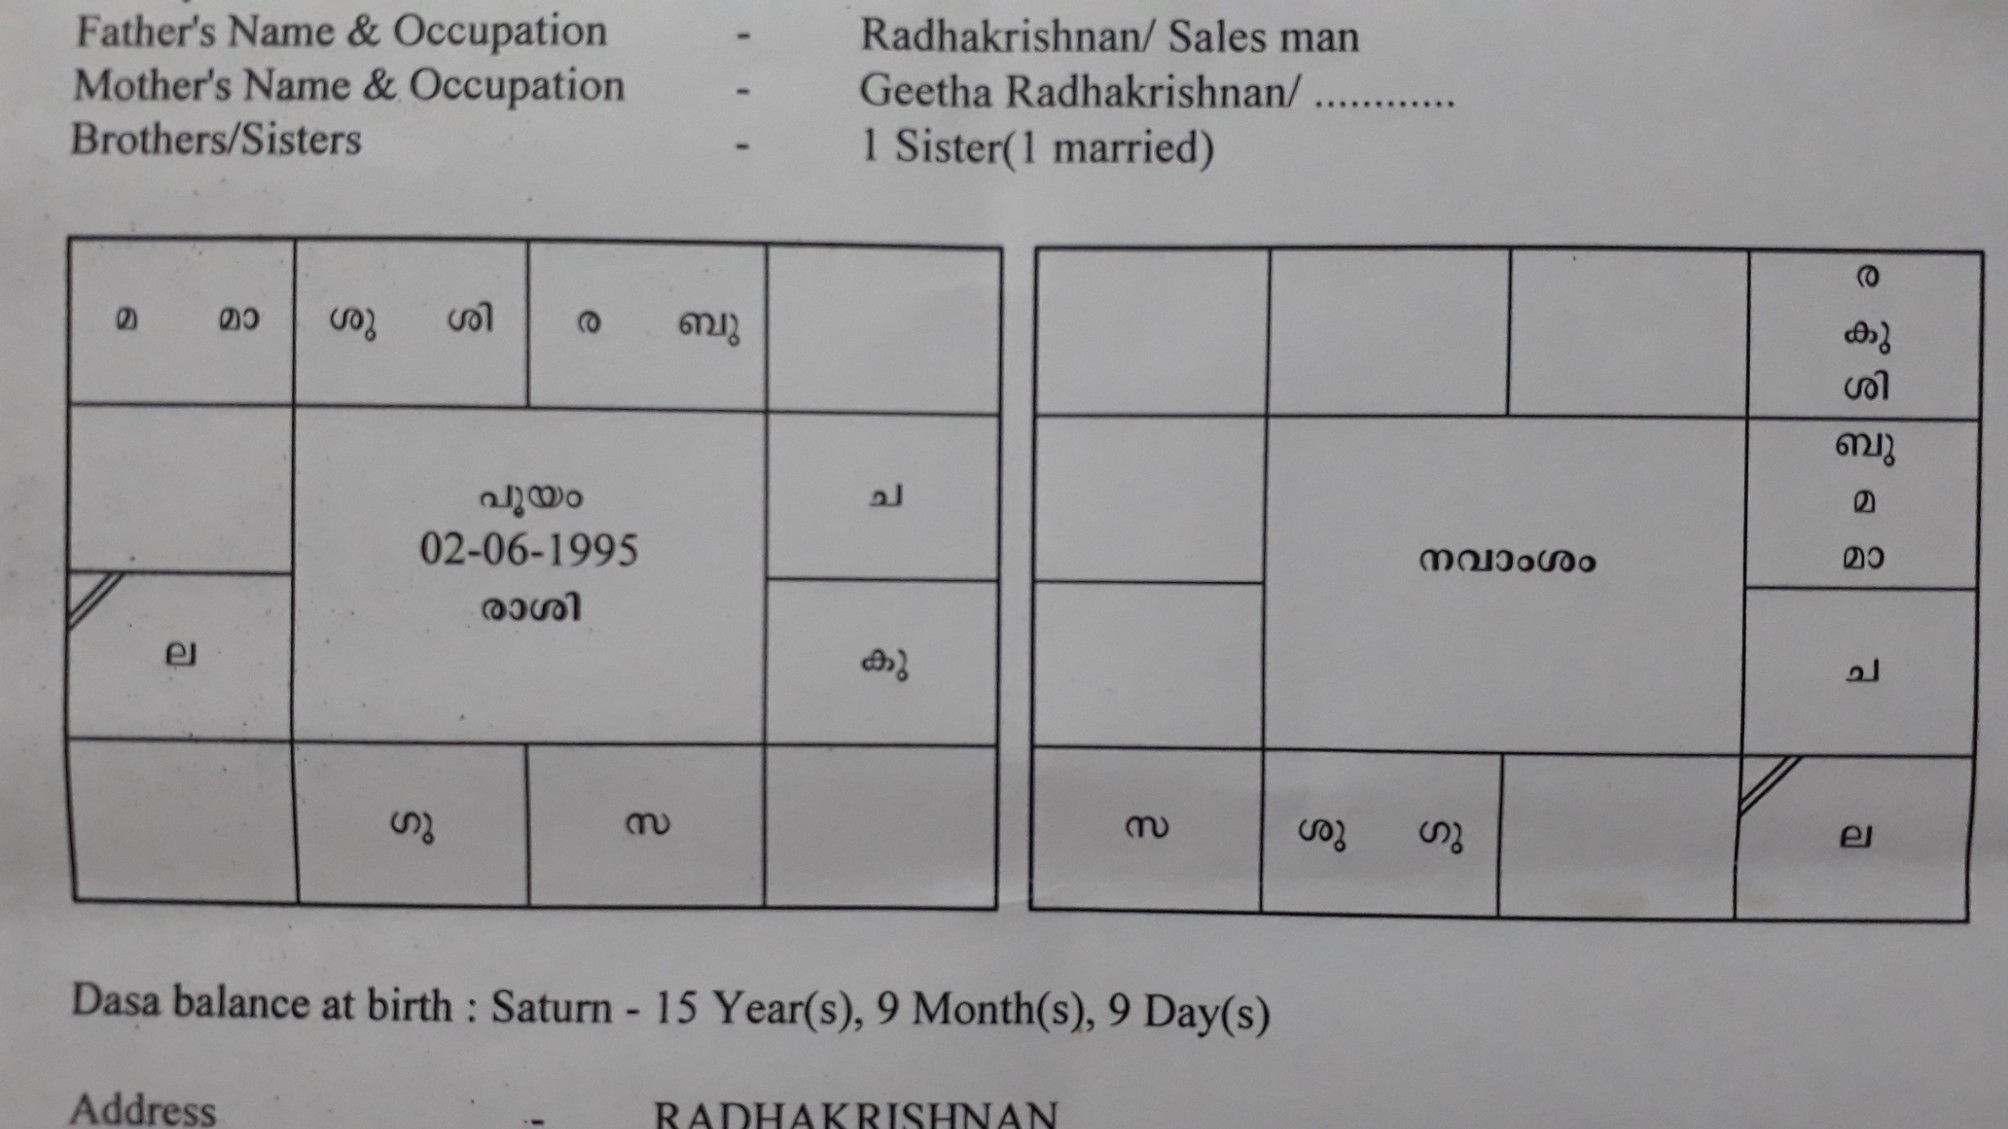 Father's Name & Occupation - Radhakrishnan/ Sales man
Mother's Name & Occupation - Geetha Radhakrishnan/ ............
Brothers/Sisters - 1 Sister(1 married)
മ മാ ശു ശി ര ബു
ച
പൂയം
02-06-1995
രാശി
ല
കു
ഗു സ
ര
കു
ശി
ബു
മ
മാ
നവാംശം
ച
സ ശു ഗു ല
Dasa balance at birth : Saturn - 15 Year(s), 9 Month(s), 9 Day(s)
Address - RADHAKRISHNAN